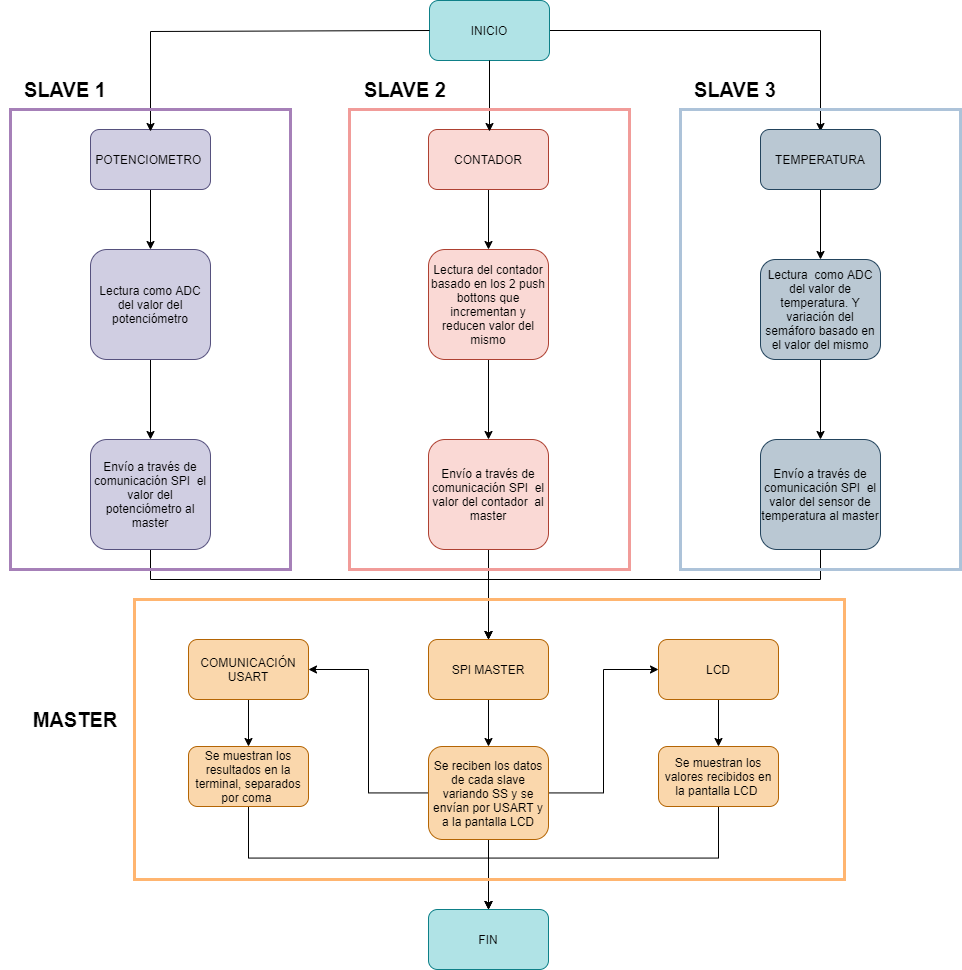 INICIO
SLAVE 1
SLAVE 2
SLAVE 3
POTENCIOMETRO
CONTADOR
TEMPERATURA
Lectura como ADC
del valor del
potenciómetro
Lectura del contador
basado en los 2 push
bottons que
incrementan y
reducen valor del
mismo
Lectura como ADC
del valor de
temperatura. Y
variación del
semáforo basado en
el valor del mismo
Envío a través de
comunicación SPI el
valor del
potenciómetro al
master
Envío a través de
comunicación SPI el
valor del contador al
master
Envío a través de
comunicación SPI el
valor del sensor de
temperatura al master
MASTER
COMUNICACIÓN
USART
SPI MASTER
LCD
Se muestran los
resultados en la
terminal, separados
por coma
Se reciben los datos
de cada slave
variando SS y se
envían por USART y
a la pantalla LCD
Se muestran los
valores recibidos en
la pantalla LCD
FIN